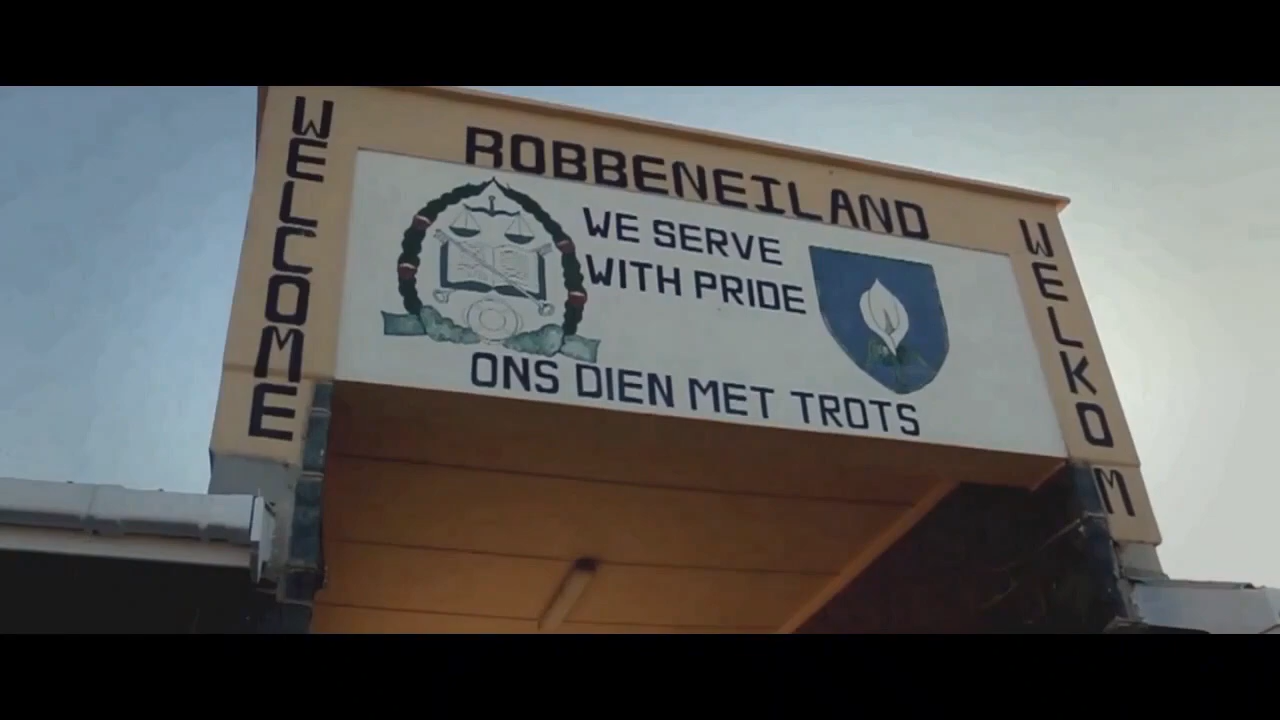 WELCOME
ROBBENEILAND
WE SERVE
WITH PRIDE
ONS DIEN MET TROTS
WELKOM